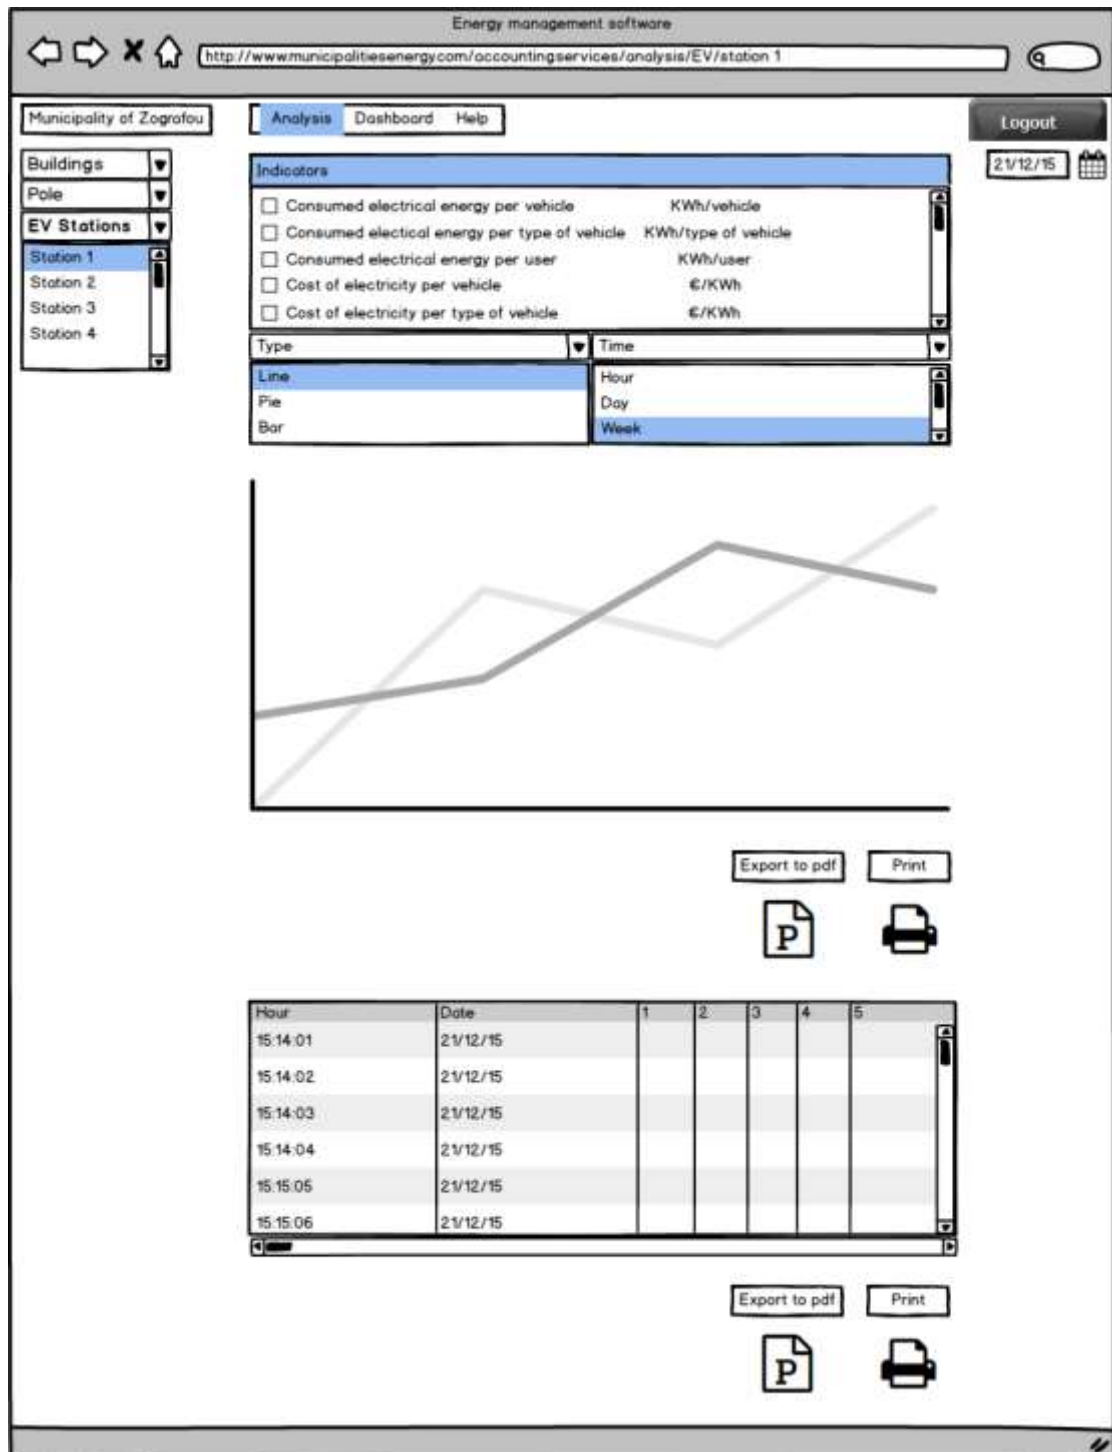 Energy management software
http://www.municipalitiesenergy.com/accountingservices/analysis/EV/station 1
Municipality of Zografou
Analysis Dashboard Help
Logout
21/12/15
Buildings
Pole
EV Stations
Station 1
Station 2
Station 3
Station 4
Indicators
Consumed electrical energy per vehicle KWh/vehicle
Consumed electical energy per type of vehicle KWh/type of vehicle
Consumed electrical energy per user KWh/user
Cost of electricity per vehicle €/KWh
Cost of electricity per type of vehicle €/KWh
Type Time
Line Hour
Pie Day
Bar Week
Export to pdf Print
P
Hour Date 1 2 3 4 5
15:14:01 21/12/15
15:14:02 21/12/15
15:14:03 21/12/15
15:14:04 21/12/15
15:15:05 21/12/15
15:15:06 21/12/15
Export to pdf Print
P